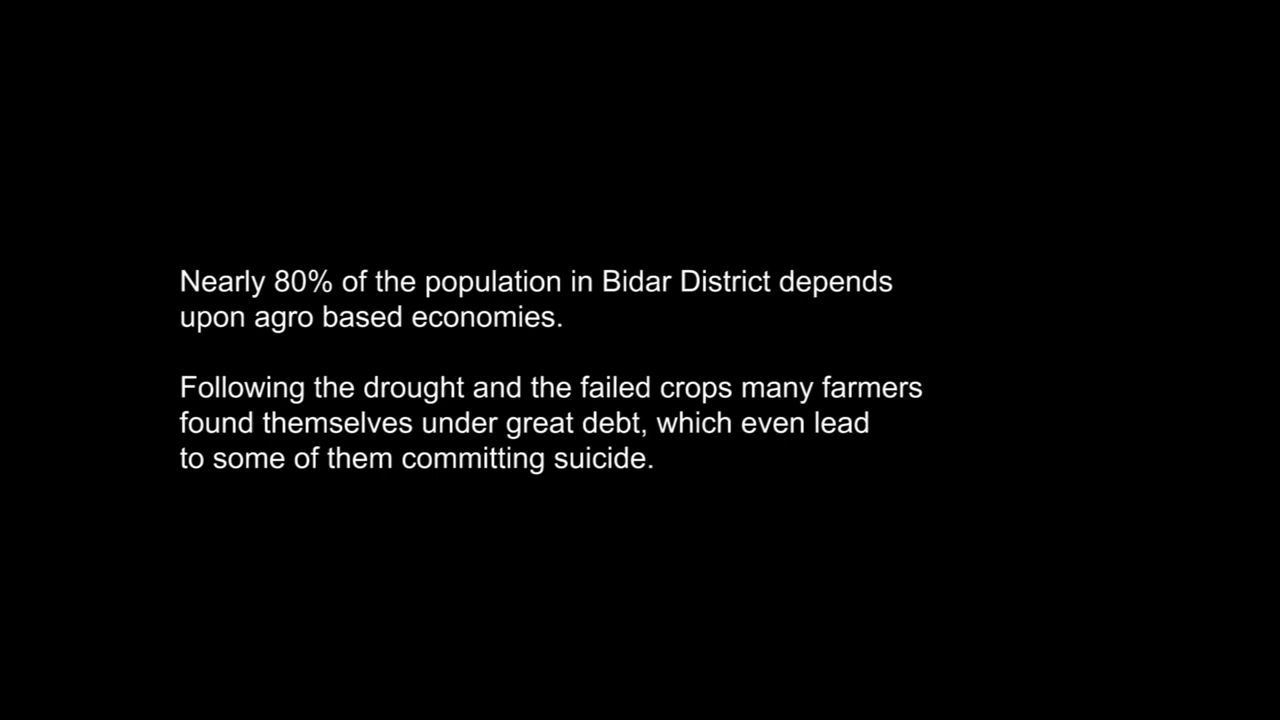 Nearly 80% of the population in Bidar District depends
upon agro based economies.
Following the drought and the failed crops many farmers
found themselves under great debt, which even lead
to some of them committing suicide.